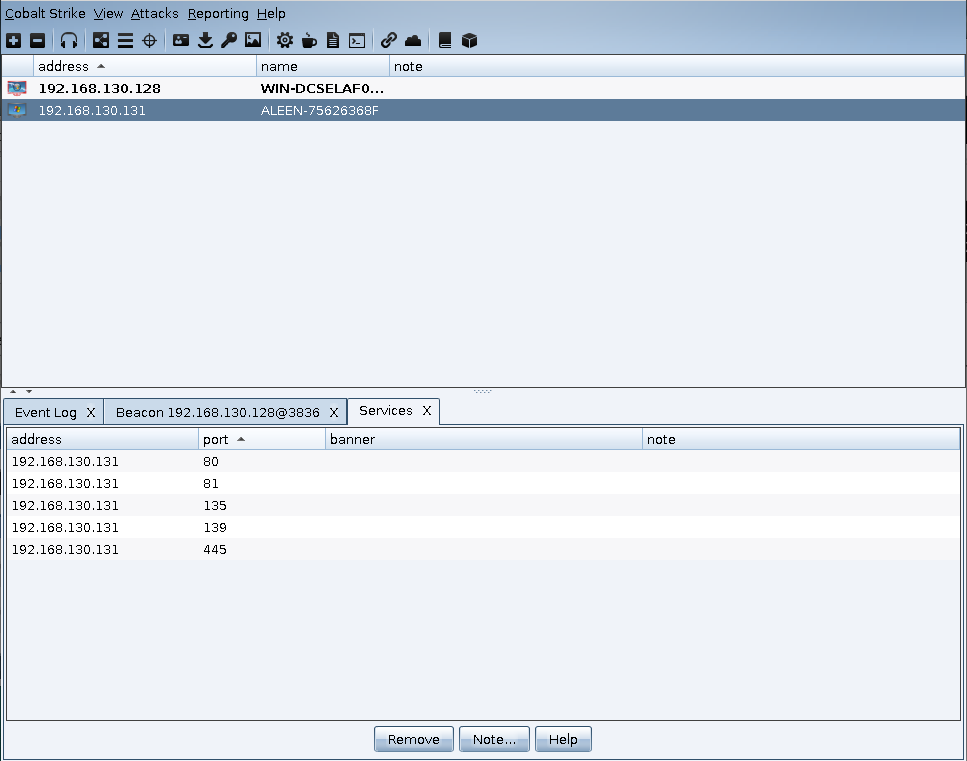 Cobalt Strike View Attacks Reporting Help
address name note
192.168.130.128 WIN-DCSELAF0...
192.168.130.131 ALEEN-75626368F
Event Log X Beacon 192.168.130.128@3836 X Services X
address port banner note
192.168.130.131 80
192.168.130.131 81
192.168.130.131 135
192.168.130.131 139
192.168.130.131 445
Remove Note... Help